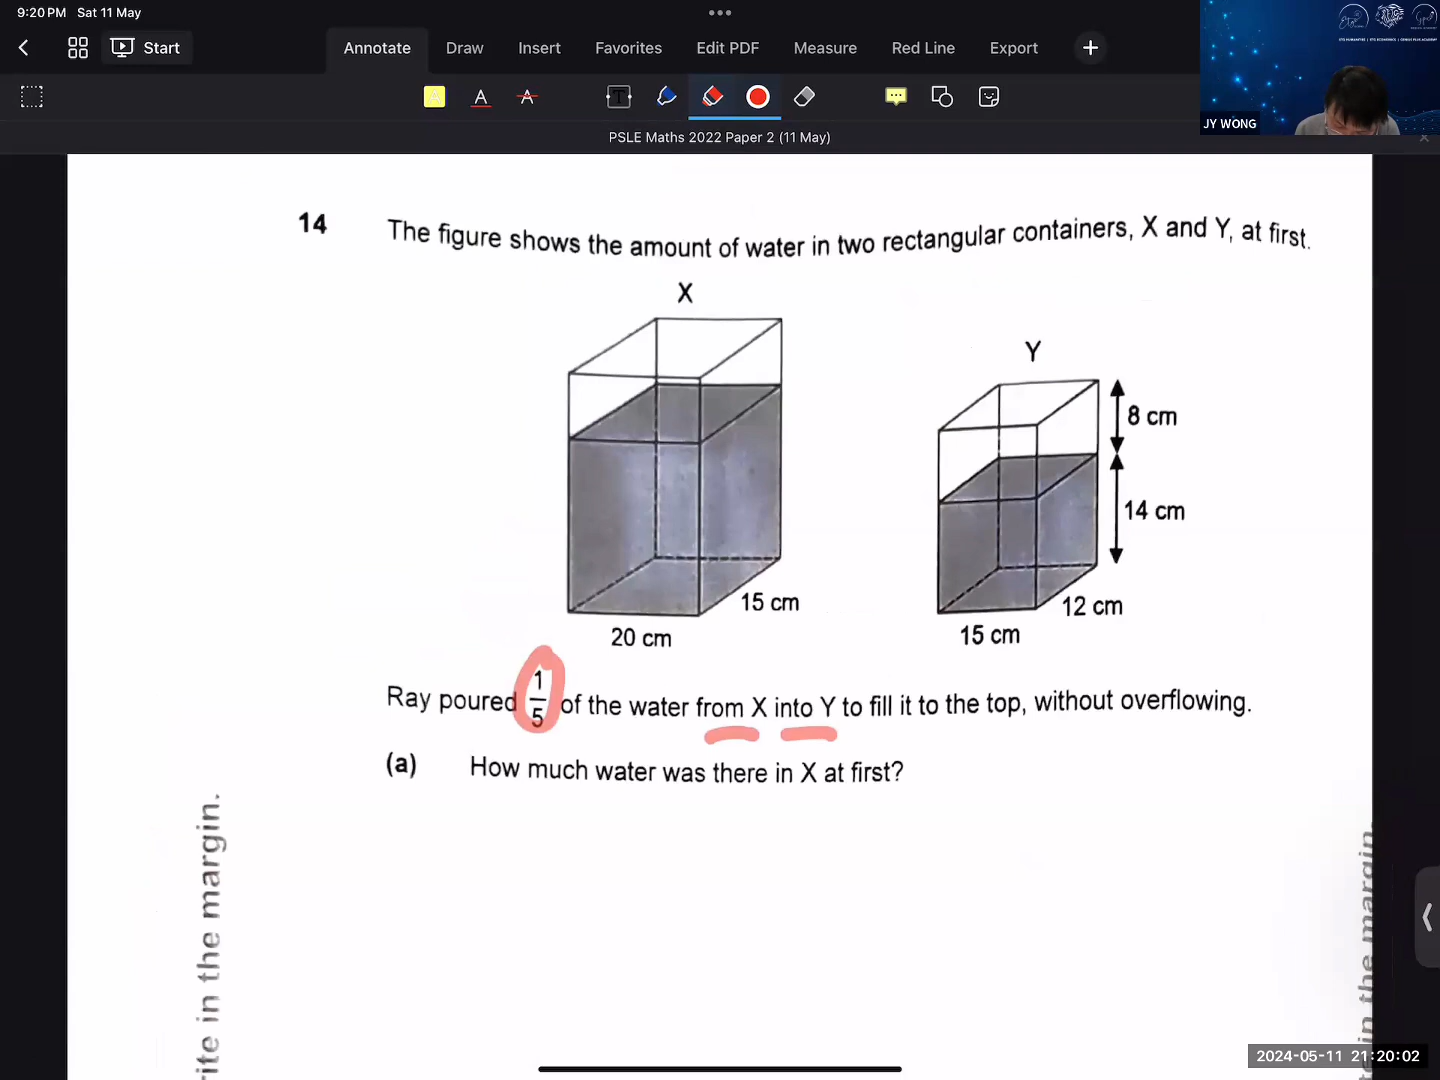 9:20 PM Sat 11 May
Start
Annotate Draw Insert Favorites Edit PDF Measure Red Line Export
PSLE Maths 2022 Paper 2 (11 May)
JY WONG
14 The figure shows the amount of water in two rectangular containers, X and Y, at first.
X
Y
8 cm
14 cm
15 cm
12 cm
20 cm
15 cm
Ray poured 1/5 of the water from X into Y to fill it to the top, without overflowing.
(a) How much water was there in X at first?
rite in the margin.
in the margin.
2024-05-11 21:20:02